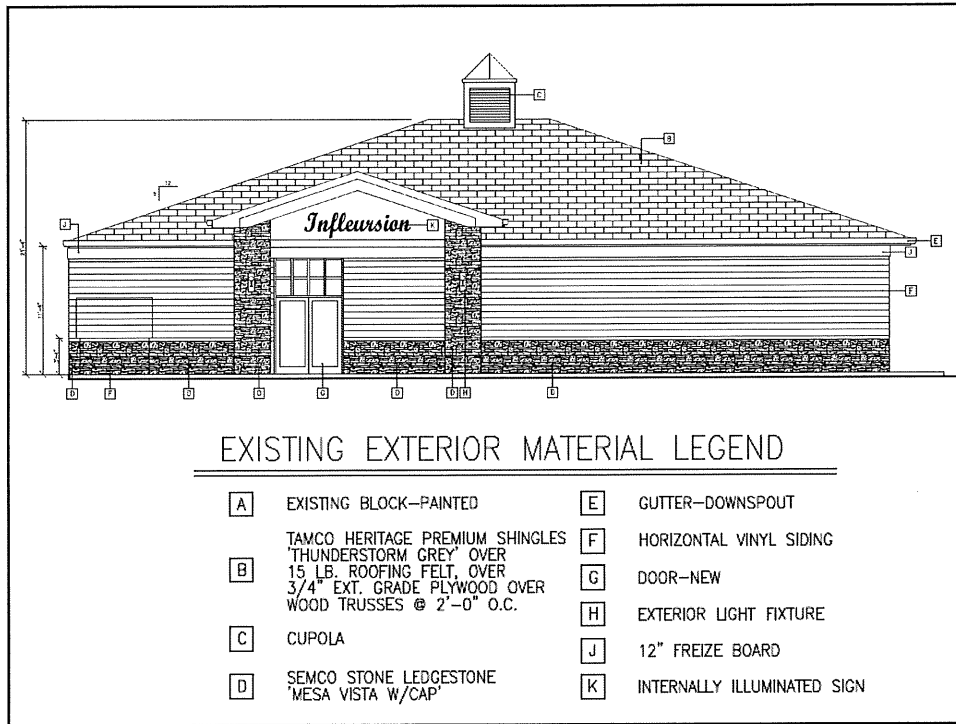 C
B
12
J
Infleursion
K
E
J
F
D
F
D
D
G
D
D
H
D
EXISTING EXTERIOR MATERIAL LEGEND
A EXISTING BLOCK-PAINTED
B TAMCO HERITAGE PREMIUM SHINGLES
'THUNDERSTORM GREY' OVER
15 LB. ROOFING FELT, OVER
3/4" EXT. GRADE PLYWOOD OVER
WOOD TRUSSES @ 2'-0" O.C.
C CUPOLA
D SEMCO STONE LEDGESTONE
'MESA VISTA W/CAP'
E GUTTER-DOWNSPOUT
F HORIZONTAL VINYL SIDING
G DOOR-NEW
H EXTERIOR LIGHT FIXTURE
J 12" FREIZE BOARD
K INTERNALLY ILLUMINATED SIGN